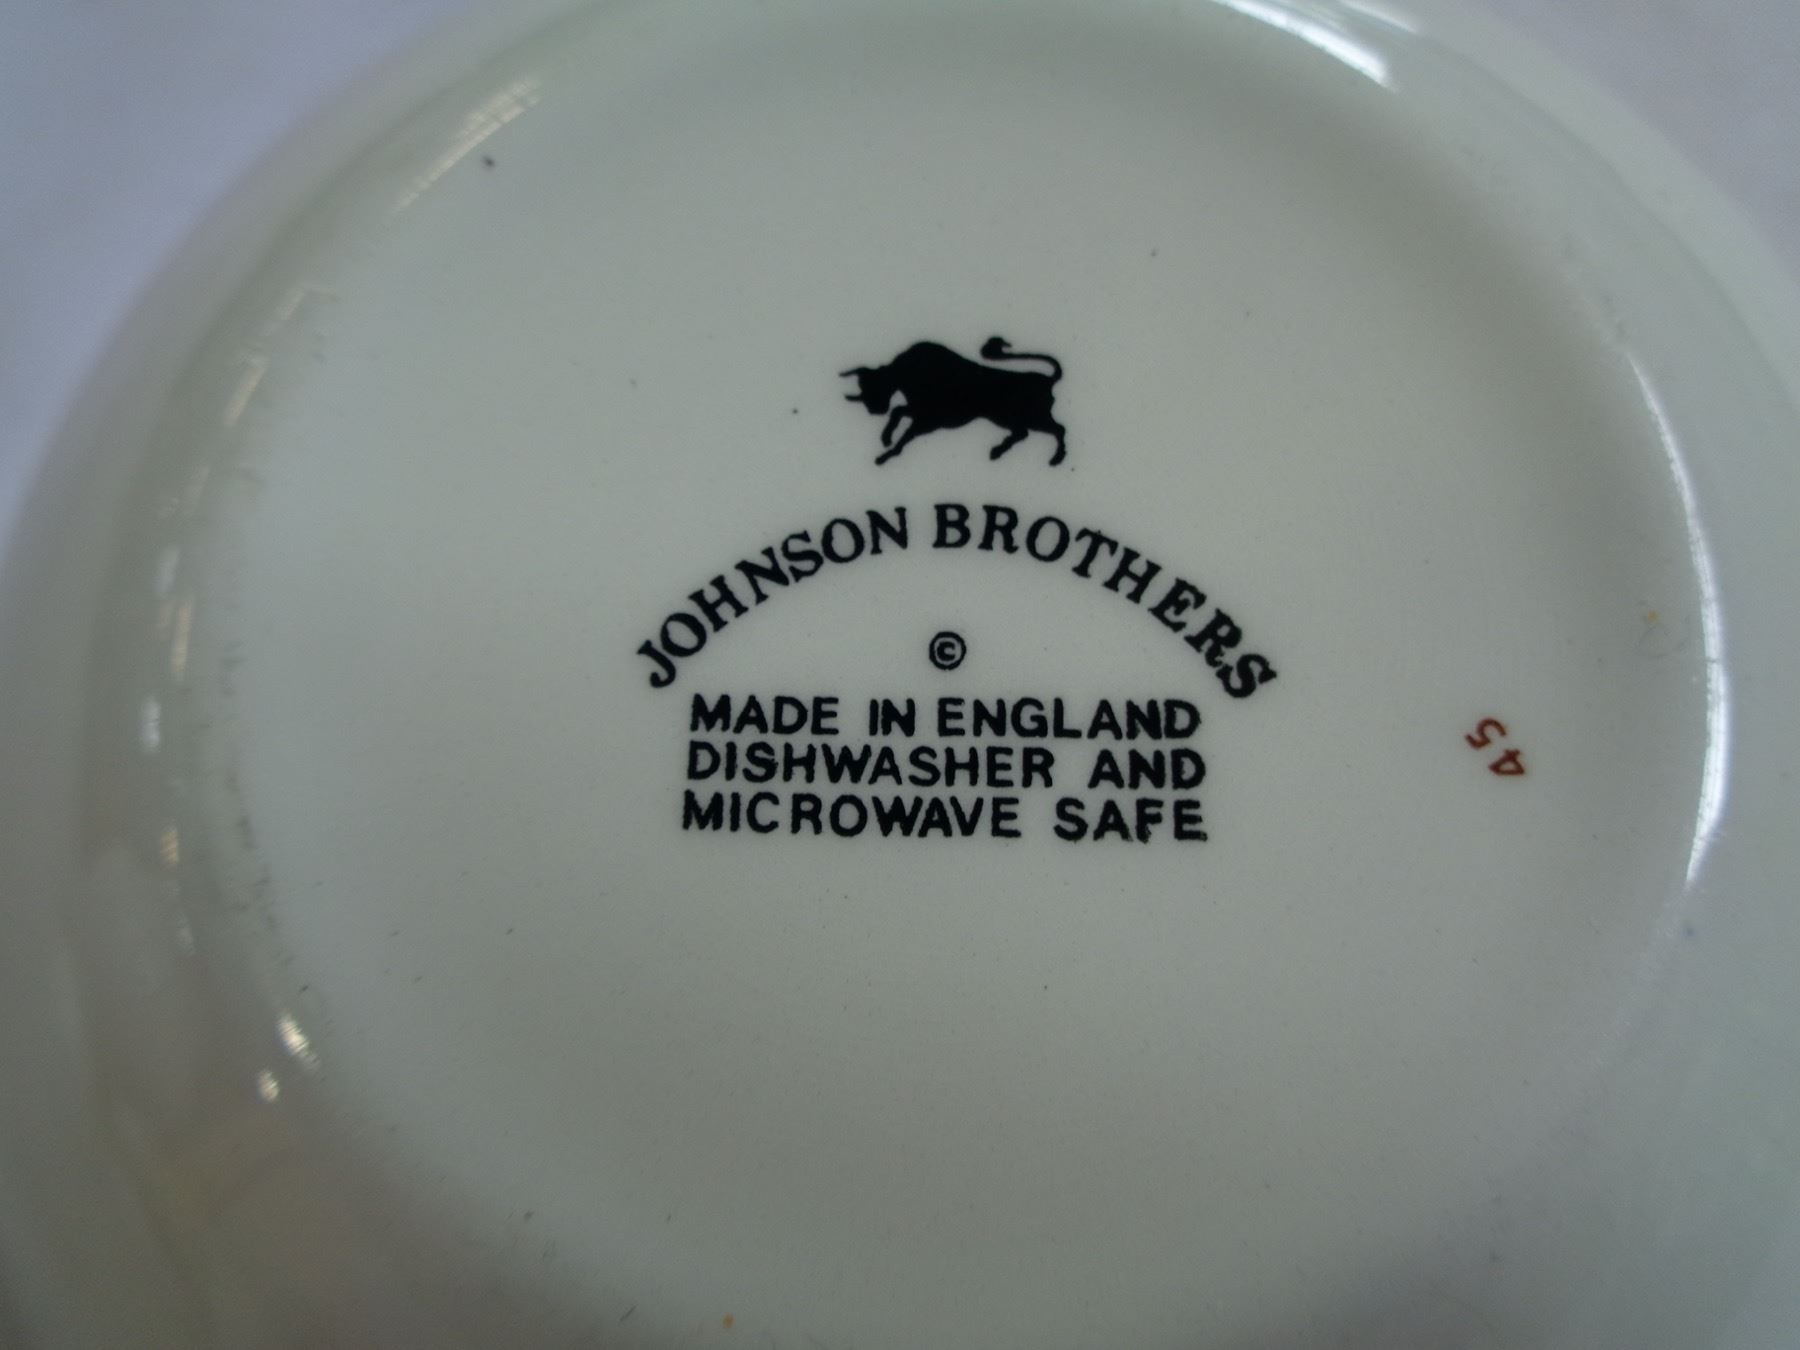 JOHNSON BROTHERS
©
MADE IN ENGLAND
DISHWASHER AND
MICROWAVE SAFE
45